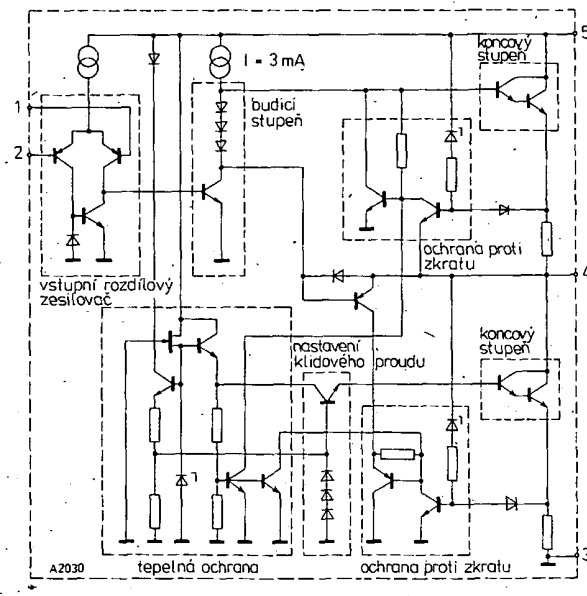 5
koncový
stupeň
I = 3 mA
1
budicí
stupeň
2
ochrana proti
zkratu
vstupní rozdílový
zesilovač
4
nastavení
klidového proudu
koncový
stupeň
3
A2030
tepelná ochrana
ochrana proti zkratu